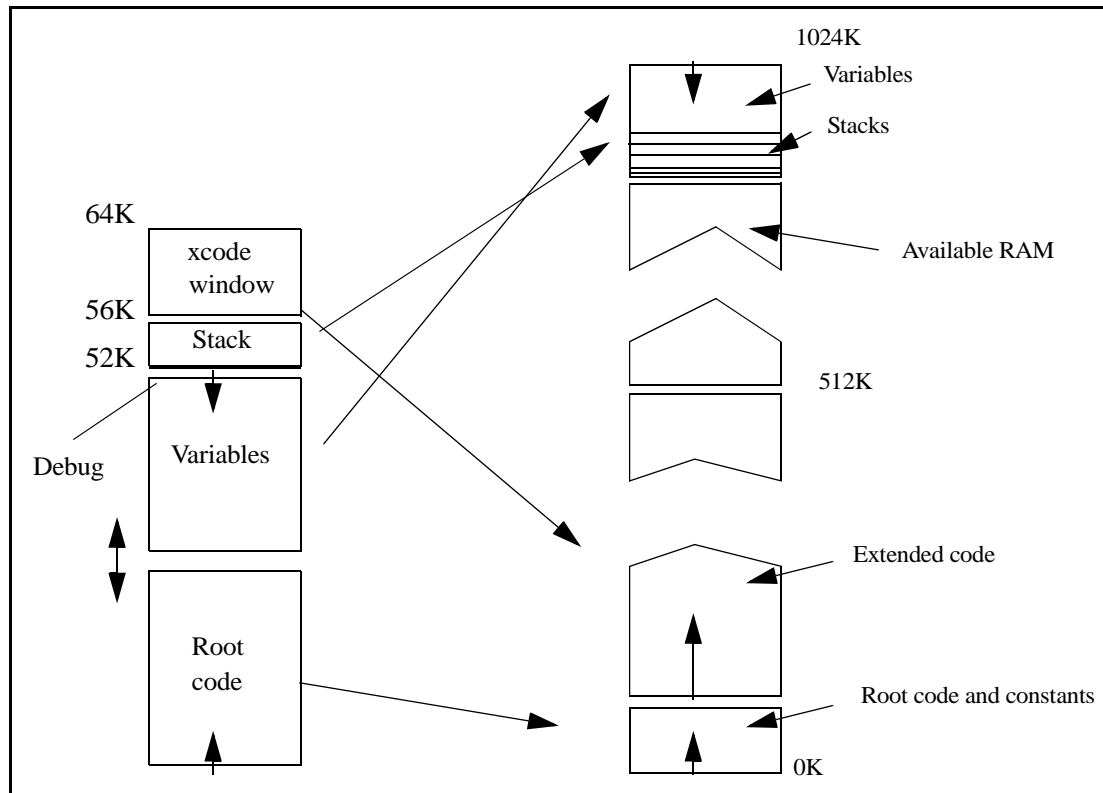 1024K
Variables
Stacks
64K
xcode
window
Available RAM
56K
Stack
52K
512K
Variables
Debug
Extended code
Root
code
Root code and constants
0K